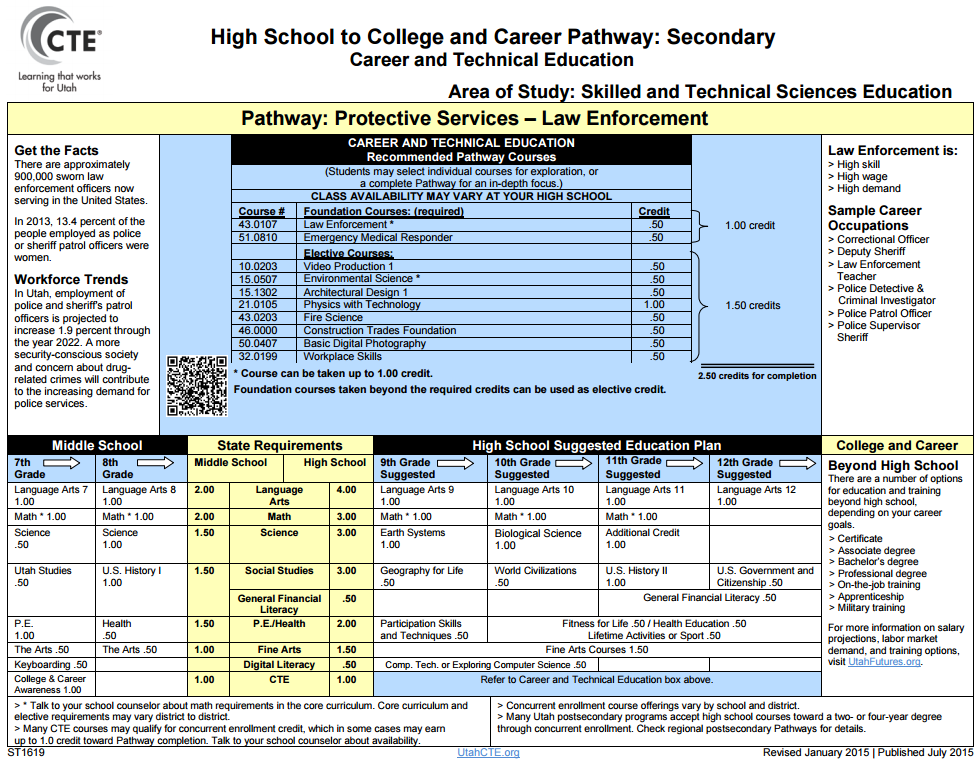 CTE®
Learning that works
for Utah
High School to College and Career Pathway: Secondary
Career and Technical Education
Area of Study: Skilled and Technical Sciences Education
Pathway: Protective Services – Law Enforcement
Get the Facts
There are approximately
900,000 sworn law
enforcement officers now
serving in the United States.
In 2013, 13.4 percent of the
people employed as police
or sheriff patrol officers were
women.
Workforce Trends
In Utah, employment of
police and sheriff's patrol
officers is projected to
increase 1.9 percent through
the year 2022. A more
security-conscious society
and concern about drug-
related crimes will contribute
to the increasing demand for
police services.
CAREER AND TECHNICAL EDUCATION
Recommended Pathway Courses
(Students may select individual courses for exploration, or
a complete Pathway for an in-depth focus.)
CLASS AVAILABILITY MAY VARY AT YOUR HIGH SCHOOL
Course # Foundation Courses: (required) Credit
43.0107 Law Enforcement * .50
51.0810 Emergency Medical Responder .50
1.00 credit
Elective Courses:
10.0203 Video Production 1 .50
15.0507 Environmental Science * .50
15.1302 Architectural Design 1 .50
21.0105 Physics with Technology 1.00
43.0203 Fire Science .50
46.0000 Construction Trades Foundation .50
50.0407 Basic Digital Photography .50
32.0199 Workplace Skills .50
1.50 credits
* Course can be taken up to 1.00 credit.
2.50 credits for completion
Foundation courses taken beyond the required credits can be used as elective credit.
Law Enforcement is:
> High skill
> High wage
> High demand
Sample Career
Occupations
> Correctional Officer
> Deputy Sheriff
> Law Enforcement
Teacher
> Police Detective &
Criminal Investigator
> Police Patrol Officer
> Police Supervisor
Sheriff
Middle School State Requirements High School Suggested Education Plan College and Career
7th
Grade
8th
Grade
Middle School High School
9th Grade
Suggested
10th Grade
Suggested
11th Grade
Suggested
12th Grade
Suggested
Language Arts 7
1.00
Language Arts 8
1.00
2.00
Language
Arts
4.00
Language Arts 9
1.00
Language Arts 10
1.00
Language Arts 11
1.00
Language Arts 12
1.00
Math * 1.00 Math * 1.00 2.00 Math 3.00 Math * 1.00 Math * 1.00 Math * 1.00
Science
.50
Science
1.00
1.50 Science 3.00
Earth Systems
1.00
Biological Science
1.00
Additional Credit
1.00
Utah Studies
.50
U.S. History I
1.00
1.50 Social Studies 3.00
Geography for Life
.50
World Civilizations
.50
U.S. History II
1.00
U.S. Government and
Citizenship .50
General Financial
Literacy
.50
General Financial Literacy .50
P.E.
1.00
Health
.50
1.50 P.E./Health 2.00
Participation Skills
and Techniques .50
Fitness for Life .50 / Health Education .50
Lifetime Activities or Sport .50
The Arts .50 The Arts .50 1.00 Fine Arts 1.50 Fine Arts Courses 1.50
Keyboarding .50 Digital Literacy .50 Comp. Tech. or Exploring Computer Science .50
College & Career
Awareness 1.00
1.00 CTE 1.00 Refer to Career and Technical Education box above.
Beyond High School
There are a number of options
for education and training
beyond high school,
depending on your career
goals.
> Certificate
> Associate degree
> Bachelor's degree
> Professional degree
> On-the-job training
> Apprenticeship
> Military training
For more information on salary
projections, labor market
demand, and training options,
visit UtahFutures.org.
> * Talk to your school counselor about math requirements in the core curriculum. Core curriculum and
elective requirements may vary district to district.
> Many CTE courses may qualify for concurrent enrollment credit, which in some cases may earn
up to 1.0 credit toward Pathway completion. Talk to your school counselor about availability.
> Concurrent enrollment course offerings vary by school and district.
> Many Utah postsecondary programs accept high school courses toward a two- or four-year degree
through concurrent enrollment. Check regional postsecondary Pathways for details.
ST1619 UtahCTE.org Revised January 2015 | Published July 2015